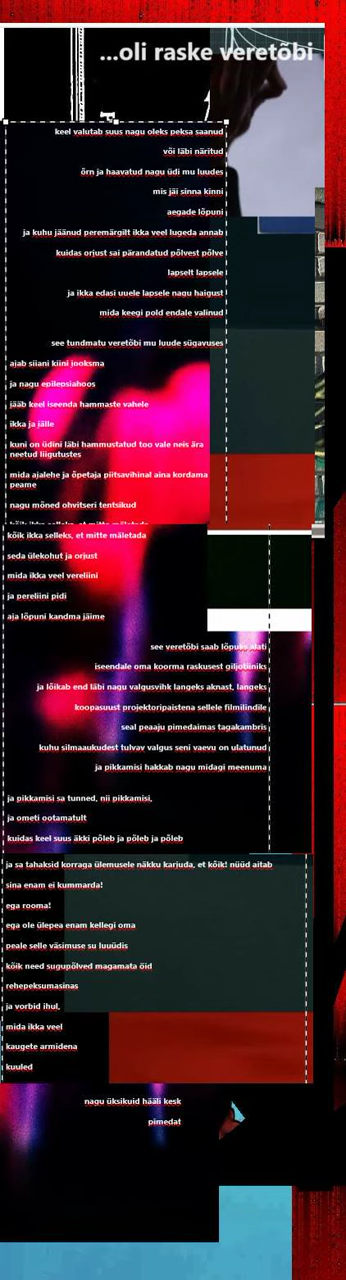 ...oli raske veretõbi
keel valutab suus nagu oleks peksa saanud
või läbi näritud
õrn ja haavatud nagu üdi mu luudes
mis jäi sinna kinni
aegade lõpuni
ja kuhu jäänud peremärgilt ikka veel lugeda annab
kuidas orjust sai pärandatud põlvest põlve
lapselt lapsele
ja ikka edasi uuele lapsele nagu haigust
mida keegi pold endale valinud
see tundmatu veretõbi mu luude sügavuses
ajab siiani kiini jooksma
ja nagu epilepsiahoos
jääb keel iseenda hammaste vahele
ikka ja jälle
kuni on üdini läbi hammustatud too vale neis ära
neetud liigutustes
mida ajalehe ja õpetaja piitsavihinal aina kordama
peame
nagu mõnes ohvitseri tentsikud
kõik ikka selleks, et mitte mäletada
kõik ikka selleks, et mitte mäletada
seda ülekohut ja orjust
mida ikka veel vereliini
ja pereliini pidi
aja lõpuni kandma jäime
see veretõbi saab lõpuks alati
iseendale oma koorma raskusest giljotiiniks
ja lõikab end läbi nagu valgusvihk langeks aknast, langeks
koopasuust projektoripaistena sellele filmilindile
seal peaaju pimedaimas tagakambris
kuhu silmaaukudest tulvav valgus seni vaevu on ulatunud
ja pikkamisi hakkab nagu midagi meenuma
ja pikkamisi sa tunned, nii pikkamisi,
ja ometi ootamatult
kuidas keel suus äkki põleb ja põleb ja põleb
ja sa tahaksid korraga ülemusele näkku karjuda, et kõik! nüüd aitab
sina enam ei kummarda!
ega rooma!
ega ole ülepea enam kellegi oma
peale selle väsimuse su luuüdis
kõik need sugupõlved magamata öid
rehepeksumasinas
ja vorbid ihul,
mida ikka veel
kaugete armidena
kuuled
nagu üksikuid hääli kesk
pimedat